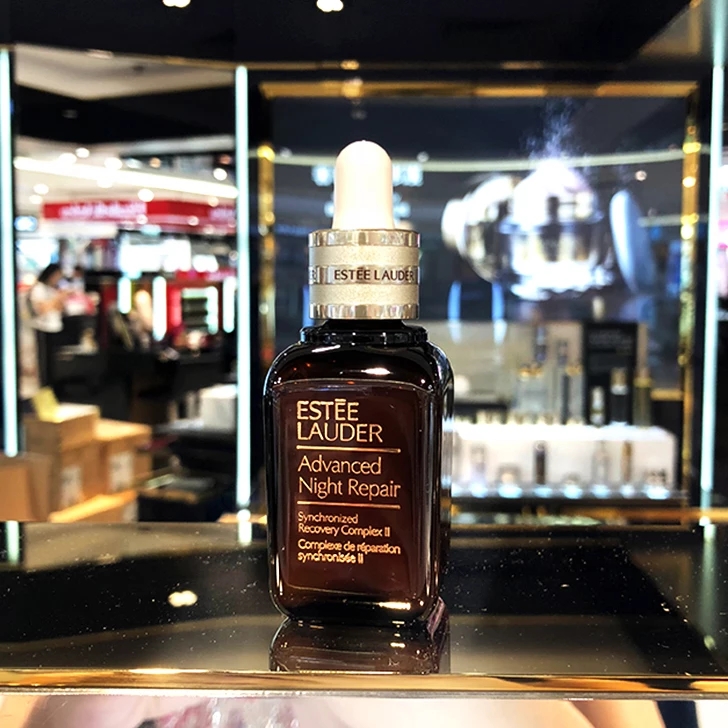 ESTĒE LAUDER
ESTĒE
LAUDER
Advanced
Night Repair
Synchronized
Recovery Complex II
Complexe de réparation
synchronisée II